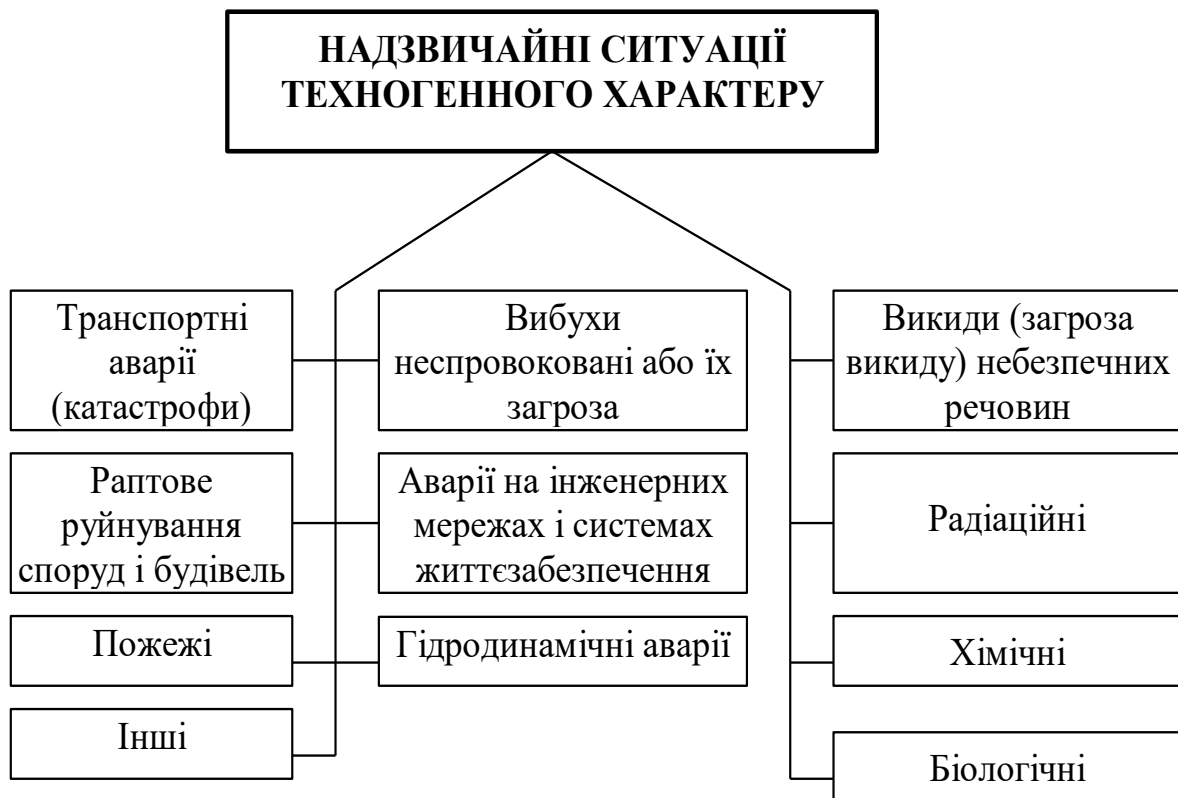 НАДЗВИЧАЙНІ СИТУАЦІЇ
ТЕХНОГЕННОГО ХАРАКТЕРУ
Транспортні
аварії
(катастрофи)
Вибухи
неспровоковані або їх
загроза
Викиди (загроза
викиду) небезпечних
речовин
Раптове
руйнування
споруд і будівель
Аварії на інженерних
мережах і системах
життєзабезпечення
Радіаційні
Пожежі
Гідродинамічні аварії
Хімічні
Інші
Біологічні